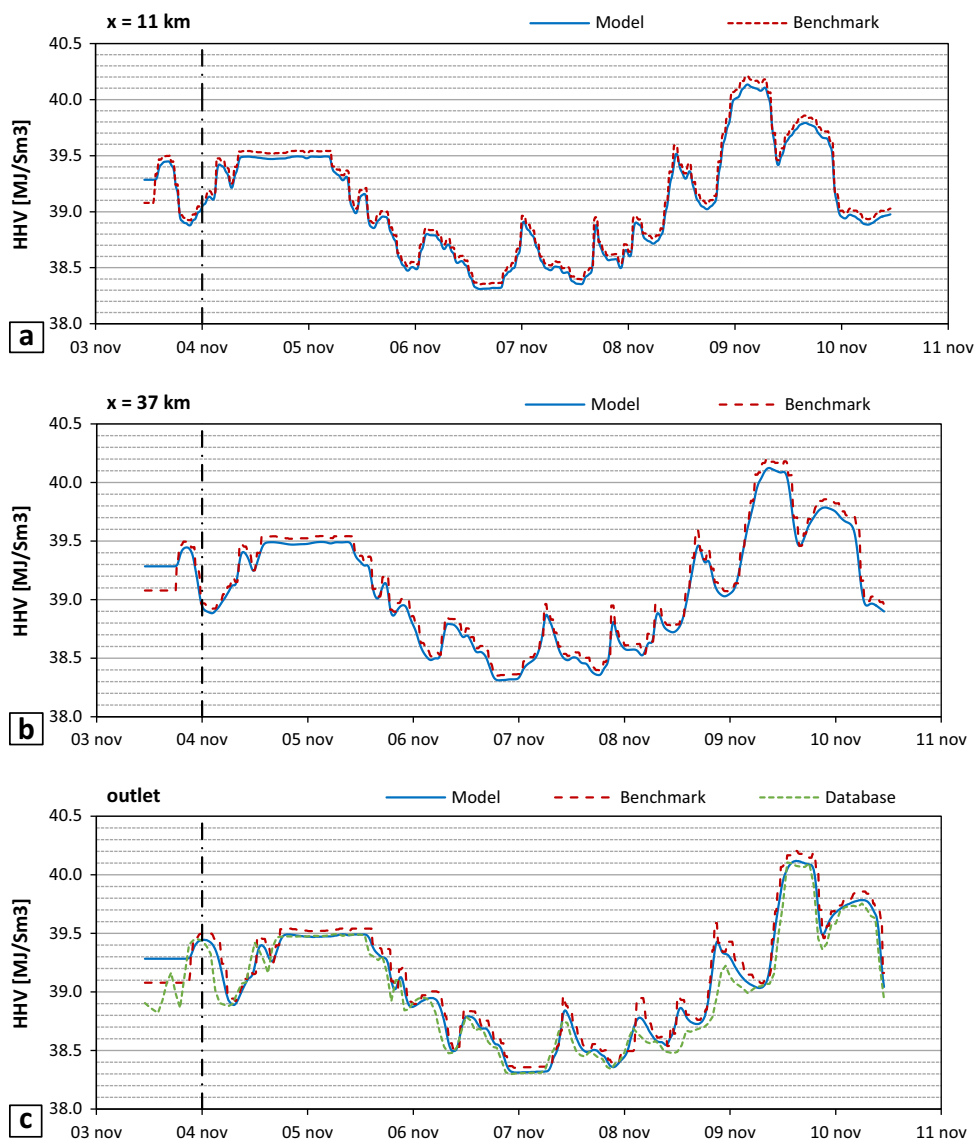 x = 11 km
Model
Benchmark
HHV [MJ/Sm3]
40.5
40.0
39.5
39.0
38.5
38.0
a
03 nov 04 nov 05 nov 06 nov 07 nov 08 nov 09 nov 10 nov 11 nov
x = 37 km
Model
Benchmark
HHV [MJ/Sm3]
40.5
40.0
39.5
39.0
38.5
38.0
b
03 nov 04 nov 05 nov 06 nov 07 nov 08 nov 09 nov 10 nov 11 nov
outlet
Model
Benchmark
Database
HHV [MJ/Sm3]
40.5
40.0
39.5
39.0
38.5
38.0
c
03 nov 04 nov 05 nov 06 nov 07 nov 08 nov 09 nov 10 nov 11 nov